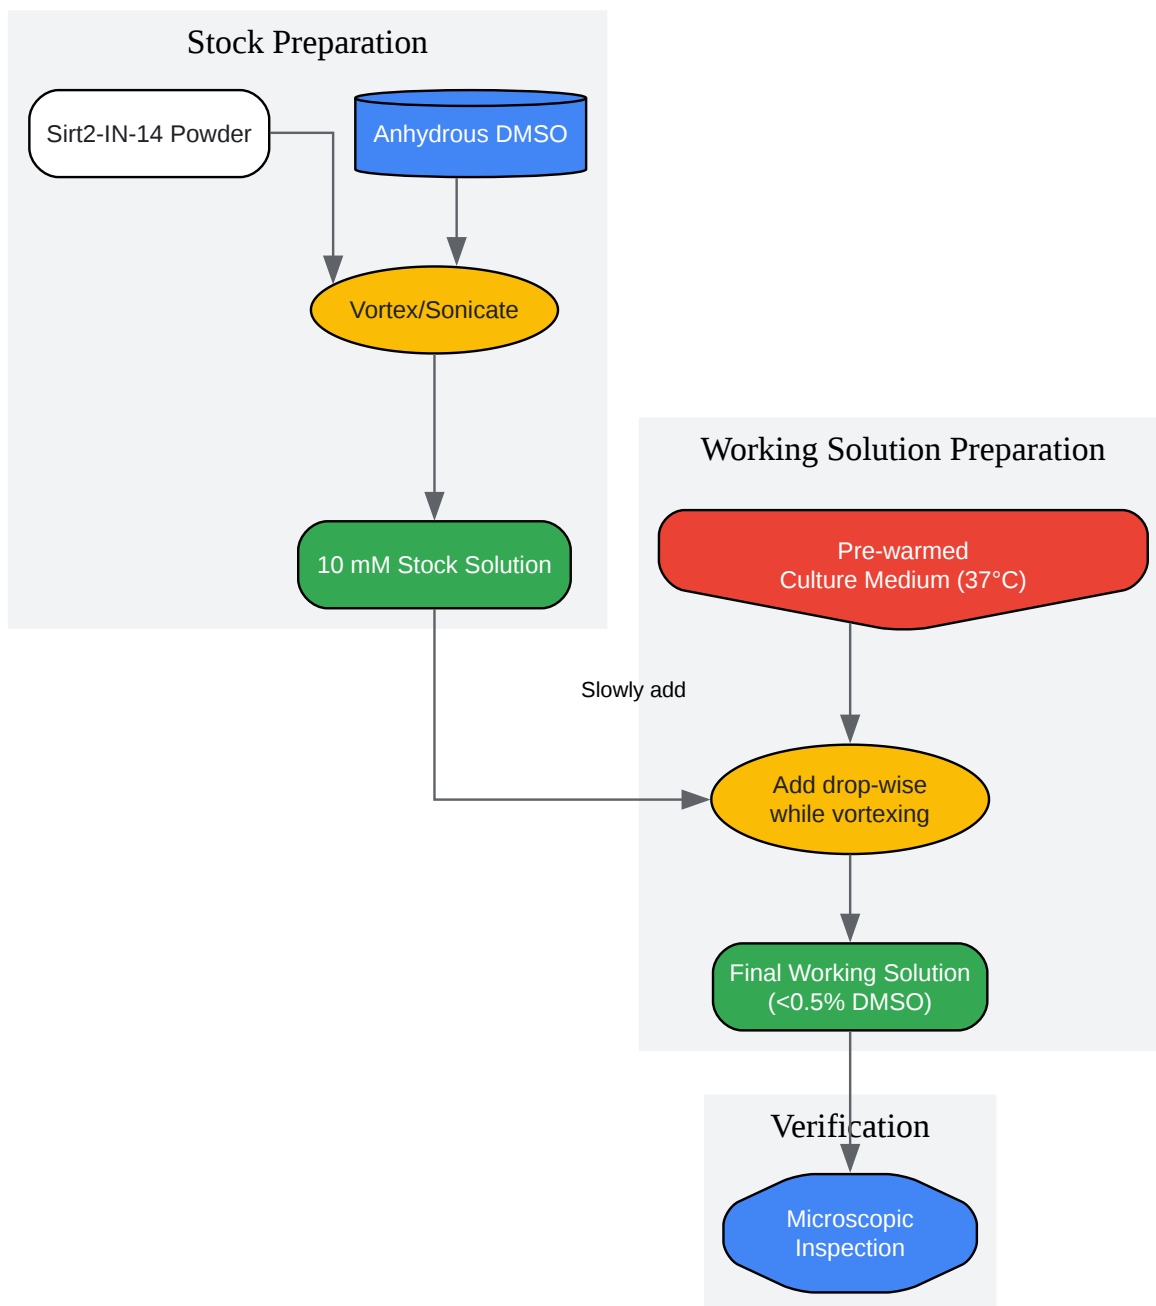 Stock Preparation
Sirt2-IN-14 Powder
Anhydrous DMSO
Vortex/Sonicate
10 mM Stock Solution
Working Solution Preparation
Pre-warmed
Culture Medium (37°C)
Slowly add
Add drop-wise
while vortexing
Final Working Solution
(<0.5% DMSO)
Verification
Microscopic
Inspection